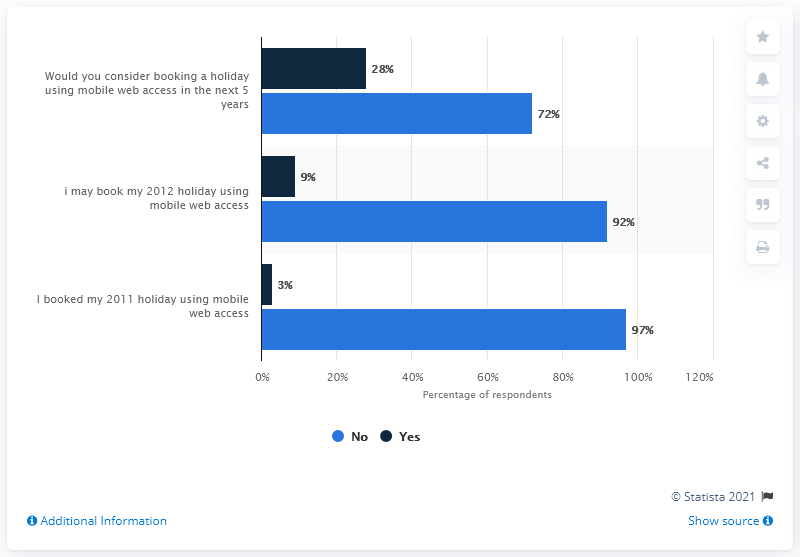 Would you consider booking a holiday
using mobile web access in the next 5
years
28%
72%
i may book my 2012 holiday using
mobile web access
9%
92%
I booked my 2011 holiday using mobile
web access
3%
97%
0% 20% 40% 60% 80% 100% 120%
Percentage of respondents
No Yes
© Statista 2021
Additional Information
Show source